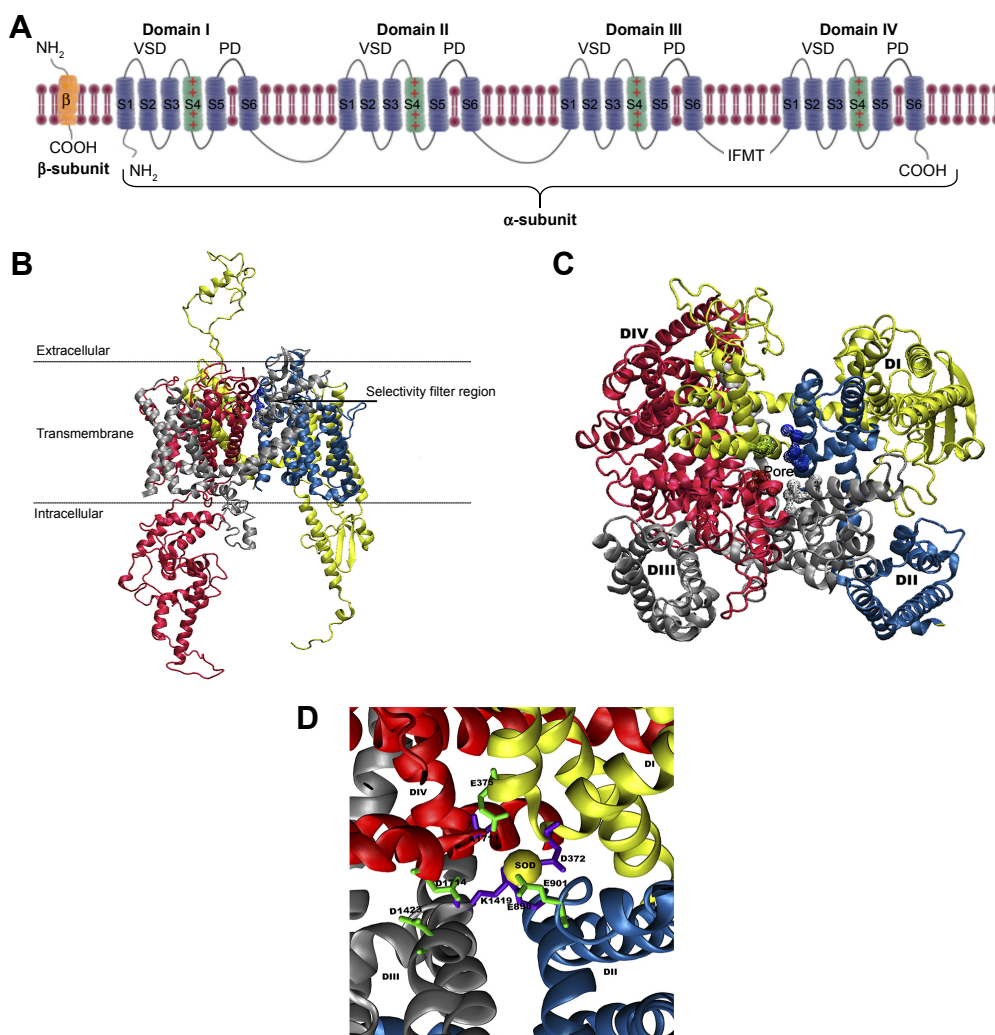 A
Domain I Domain II Domain III Domain IV
NH2 VSD PD VSD PD VSD PD VSD PD
β S1 S2 S3 S4 S5 S6 S1 S2 S3 S4 S5 S6 S1 S2 S3 S4 S5 S6 S1 S2 S3 S4 S5 S6
+ + + + + + + + + + + + + + + +
COOH IFMT
β-subunit NH2 COOH
α-subunit
B
Extracellular
Selectivity filter region
Transmembrane
Intracellular
C
DIV
DI
Pore
DIII
DII
D
DI
E375
DIV
A1711
SOD D372
D1714 E901
K1419
E898
D1423
DIII DII